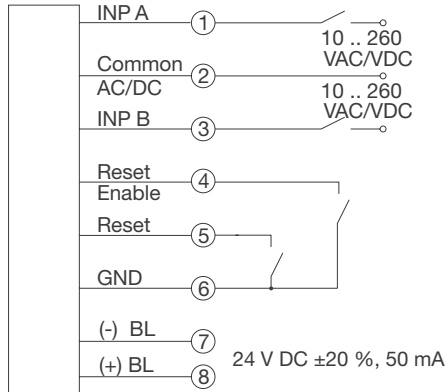 INP A
1
10 .. 260
VAC/VDC
Common
AC/DC
2
10 .. 260
VAC/VDC
INP B
3
Reset
Enable
4
Reset
5
GND
6
(-) BL
7
(+) BL
8
24 V DC ±20 %, 50 mA